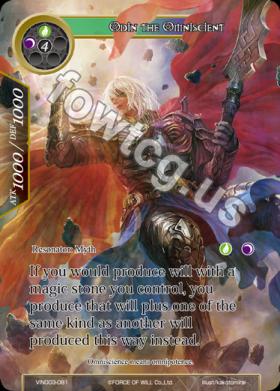 Odin the Omniscient
4
ATK 1000 / DEF 1000
fowtcg.us
Resonator: Myth
If you would produce will with a
magic stone you control, you
produce that will plus one of the
same kind as another will
produced this way instead.
Omniscience means omnipotence.
VIN003-081
©FORCE OF WILL Co.,Ltd.